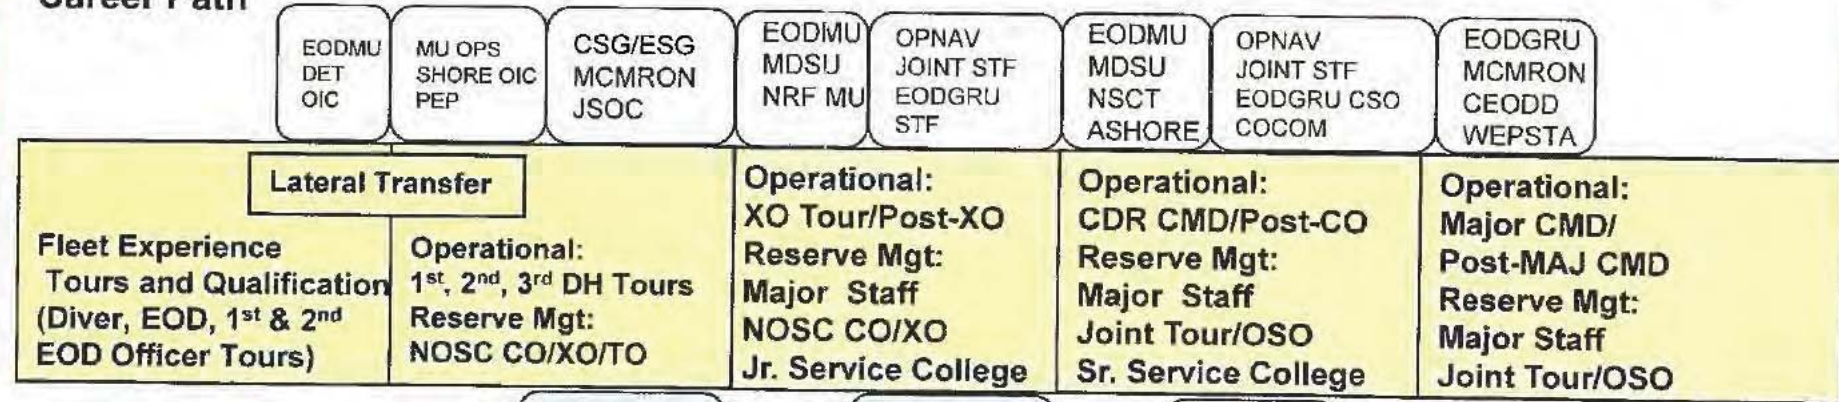 Career Path
EODMU
DET
OIC
MU OPS
SHORE OIC
PEP
CSG/ESG
MCMRON
JSOC
EODMU
MDSU
NRF MU
OPNAV
JOINT STF
EODGRU
STF
EODMU
MDSU
NSCT
ASHORE
OPNAV
JOINT STF
EODGRU CSO
COCOM
EODGRU
MCMRON
CEODD
WEPSTA
Lateral Transfer
Fleet Experience
Tours and Qualification
(Diver, EOD, 1st & 2nd
EOD Officer Tours)
Operational:
1st, 2nd, 3rd DH Tours
Reserve Mgt:
NOSC CO/XO/TO
Operational:
XO Tour/Post-XO
Reserve Mgt:
Major Staff
NOSC CO/XO
Jr. Service College
Operational:
CDR CMD/Post-CO
Reserve Mgt:
Major Staff
Joint Tour/OSO
Sr. Service College
Operational:
Major CMD/
Post-MAJ CMD
Reserve Mgt:
Major Staff
Joint Tour/OSO